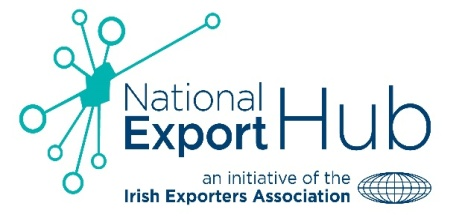 National
Export Hub
an initiative of the
Irish Exporters Association